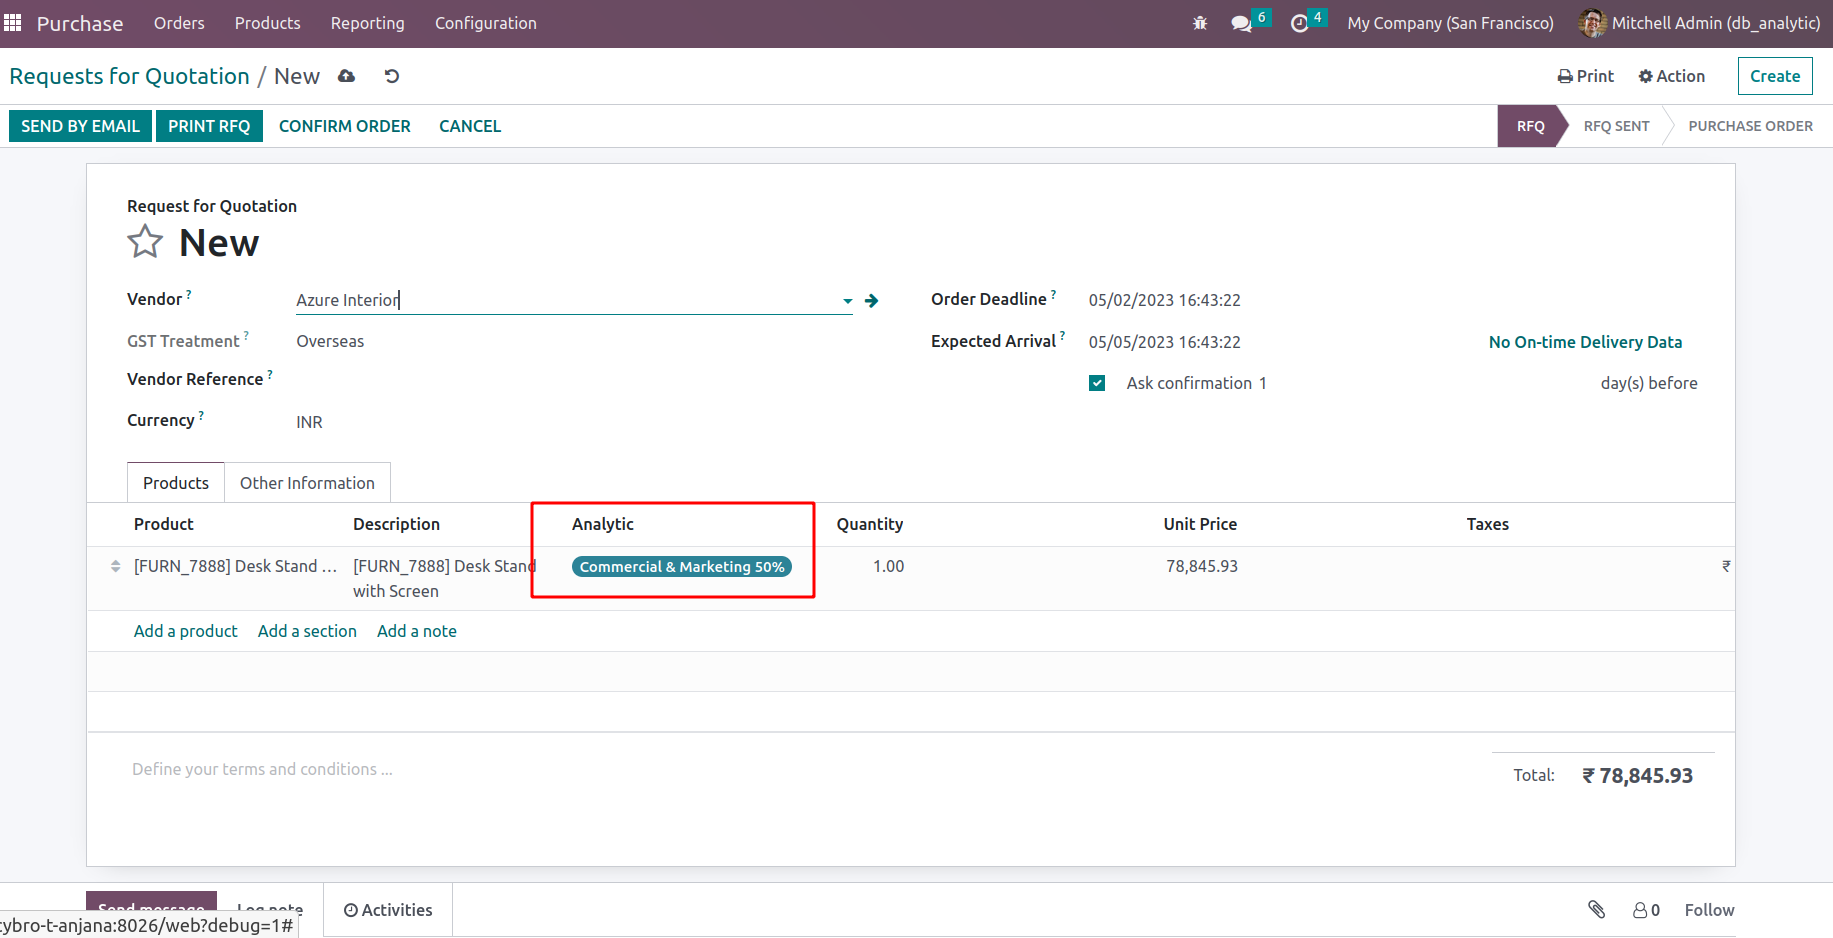 Purchase Orders Products Reporting Configuration 6 4 My Company (San Francisco) Mitchell Admin (db_analytic)
Requests for Quotation / New Print Action Create
SEND BY EMAIL PRINT RFQ CONFIRM ORDER CANCEL RFQ RFQ SENT PURCHASE ORDER
Request for Quotation
New
Vendor ? Azure Interior Order Deadline ? 05/02/2023 16:43:22
GST Treatment ? Overseas Expected Arrival ? 05/05/2023 16:43:22 No On-time Delivery Data
Vendor Reference ? Ask confirmation 1 day(s) before
Currency ? INR
Products Other Information
Product Description Analytic Quantity Unit Price Taxes
[FURN_7888] Desk Stand ... [FURN_7888] Desk Stand Commercial & Marketing 50% 1.00 78,845.93 ₹
with Screen
Add a product Add a section Add a note
Define your terms and conditions ...
Total: ₹ 78,845.93
Send message Log note Activities 0 Follow
cybro-t-anjana:8026/web?debug=1#